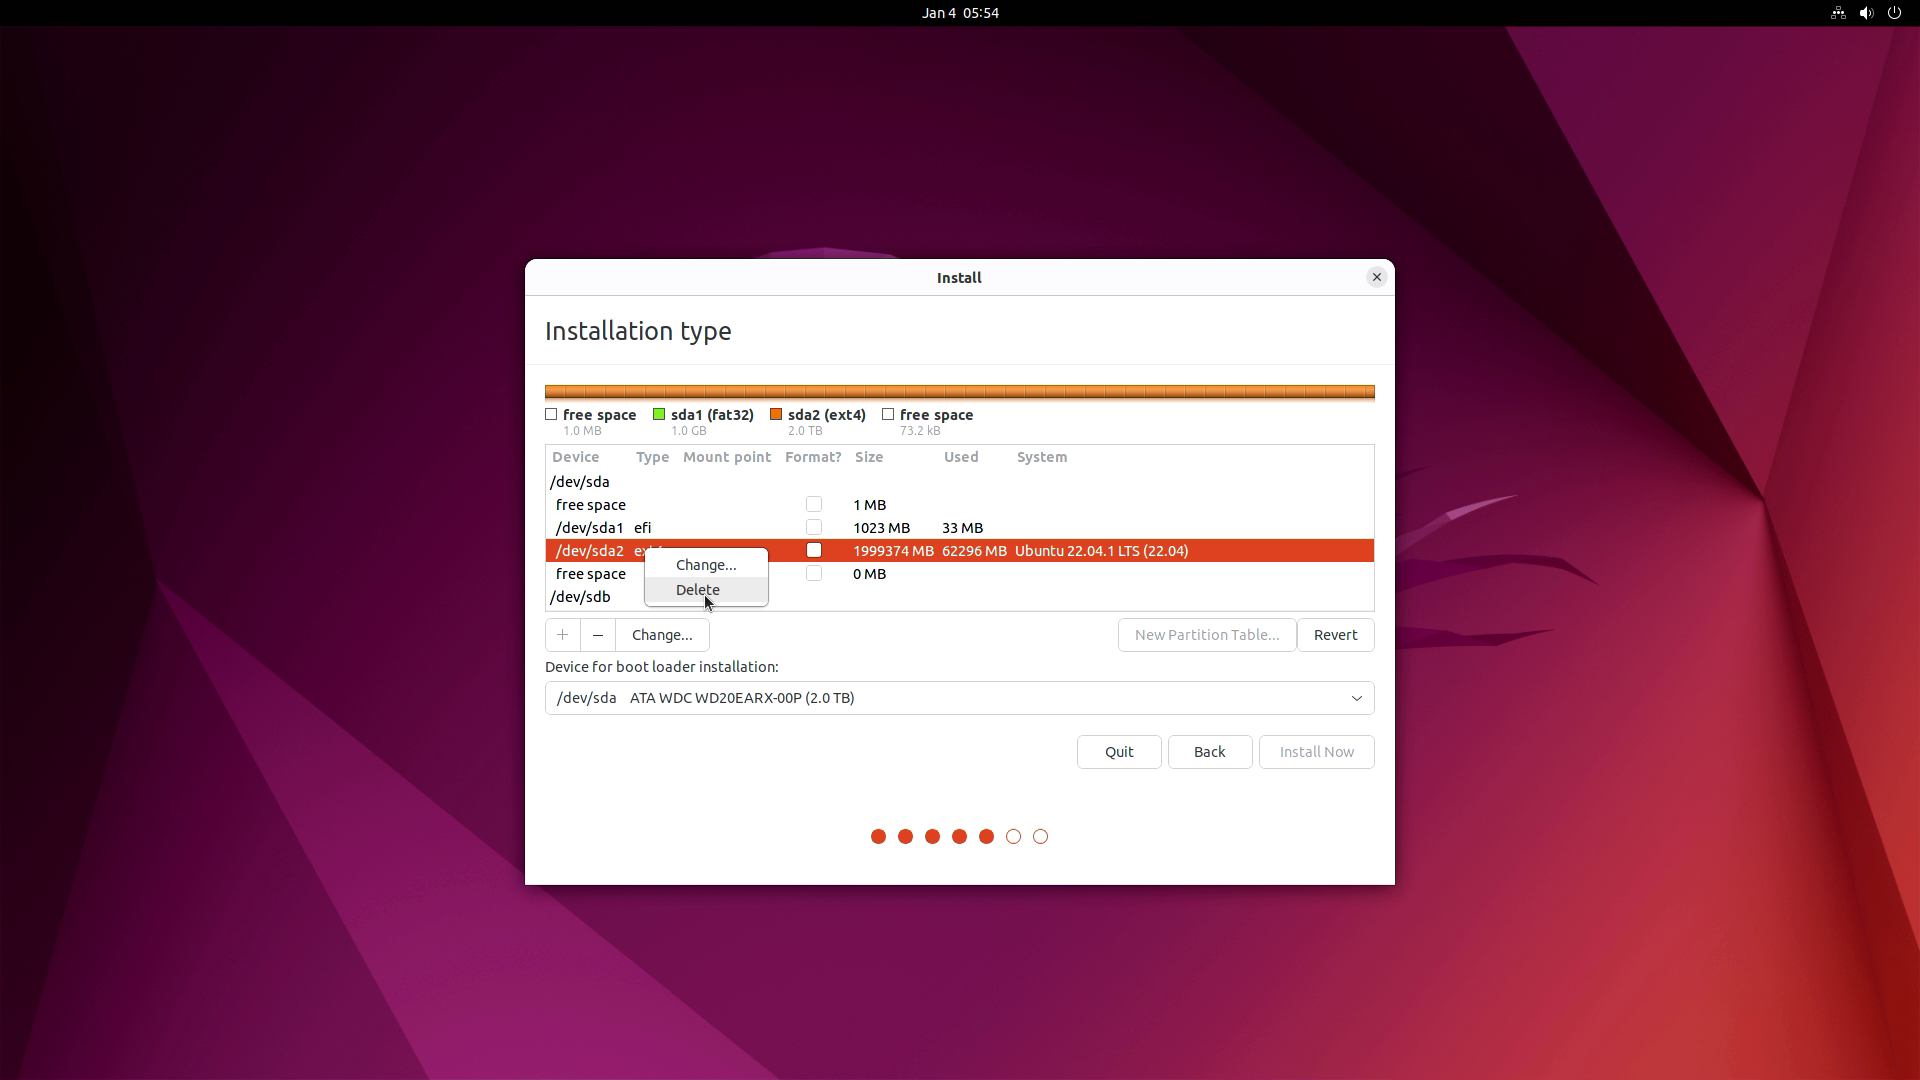 Jan 4 05:54
Install
Installation type
free space sda1 (fat32) sda2 (ext4) free space
1.0 MB 1.0 GB 2.0 TB 73.2 kB
Device Type Mount point Format? Size Used System
/dev/sda
free space 1 MB
/dev/sda1 efi 1023 MB 33 MB
/dev/sda2 1999374 MB 62296 MB Ubuntu 22.04.1 LTS (22.04)
Change...
free space 0 MB
Delete
/dev/sdb
+ − Change... New Partition Table... Revert
Device for boot loader installation:
/dev/sda ATA WDC WD20EARX-00P (2.0 TB)
Quit Back Install Now